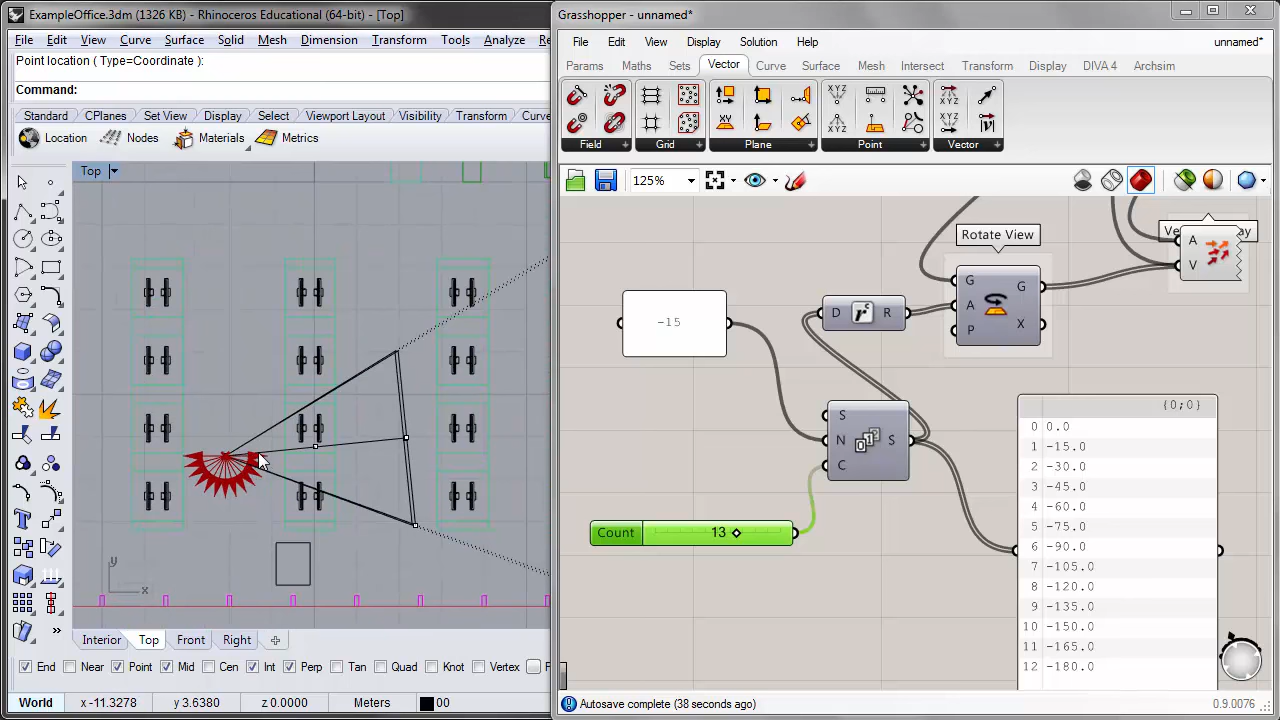 ExampleOffice.3dm (1326 KB) - Rhinoceros Educational (64-bit) - [Top]
File Edit View Curve Surface Solid Mesh Dimension Transform Tools Analyze
Point location ( Type=Coordinate ):
Command:
Standard CPlanes Set View Display Select Viewport Layout Visibility Transform
Location Nodes Materials Metrics
Top
y
x
Interior Top Front Right
End Near Point Mid Cen Int Perp Tan Quad Knot Vertex
World x -11.3278 y 3.6380 z 0.0000 Meters 00
Grasshopper - unnamed*
File Edit View Display Solution Help unnamed*
Params Maths Sets Vector Curve Surface Mesh Intersect Transform Display DIVA 4 Archsim
Field Grid Plane Point Vector
125%
Rotate View
A
V
G G
A X
P
-15
D R
S
N S
C
Count 13
{0;0}
0 0.0
1 -15.0
2 -30.0
3 -45.0
4 -60.0
5 -75.0
6 -90.0
7 -105.0
8 -120.0
9 -135.0
10 -150.0
11 -165.0
12 -180.0
Autosave complete (38 seconds ago) 0.9.0076